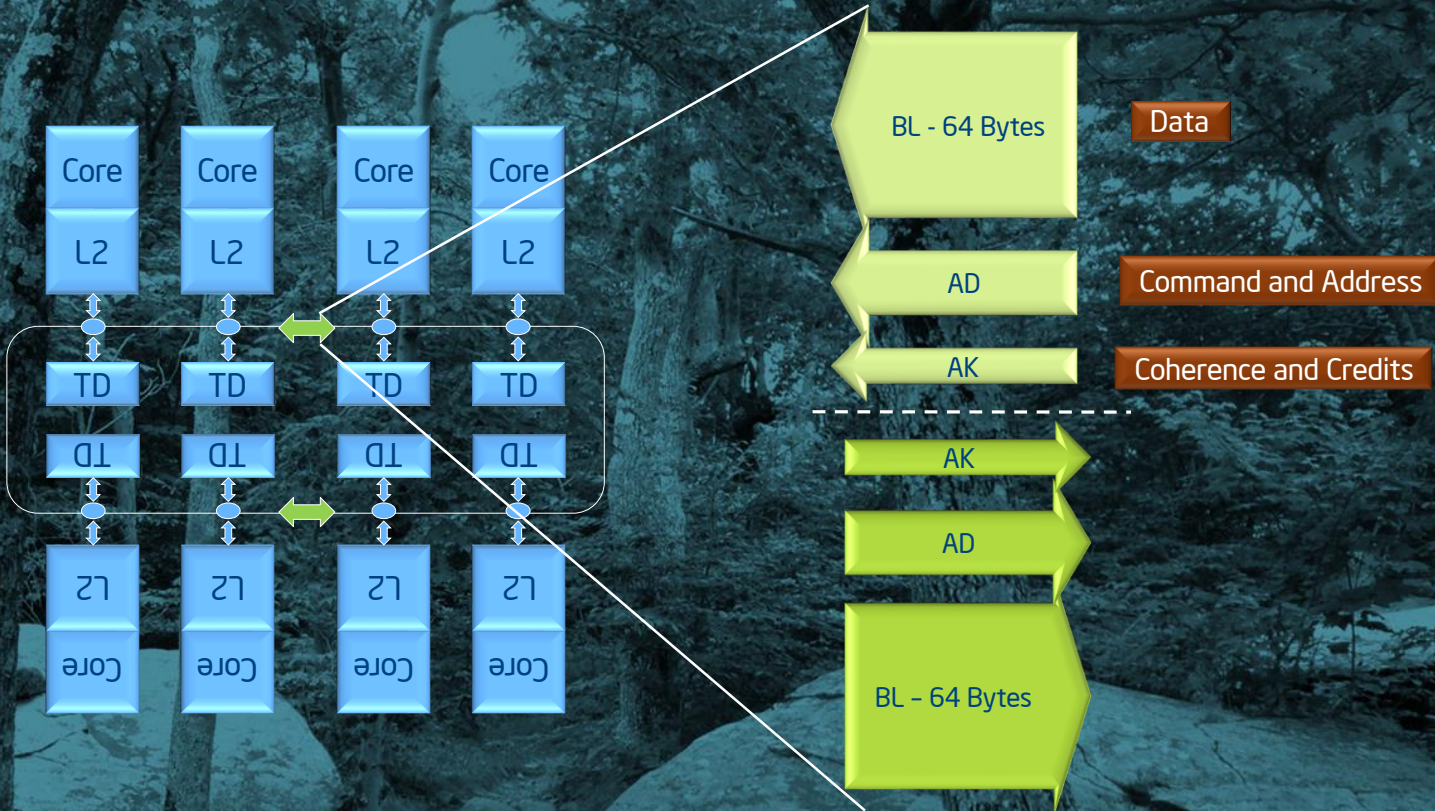 Core Core Core Core
L2 L2 L2 L2
TD TD TD TD
TD TD TD TD
L2 L2 L2 L2
Core Core Core Core
BL - 64 Bytes
Data
AD
Command and Address
AK
Coherence and Credits
AK
AD
BL – 64 Bytes